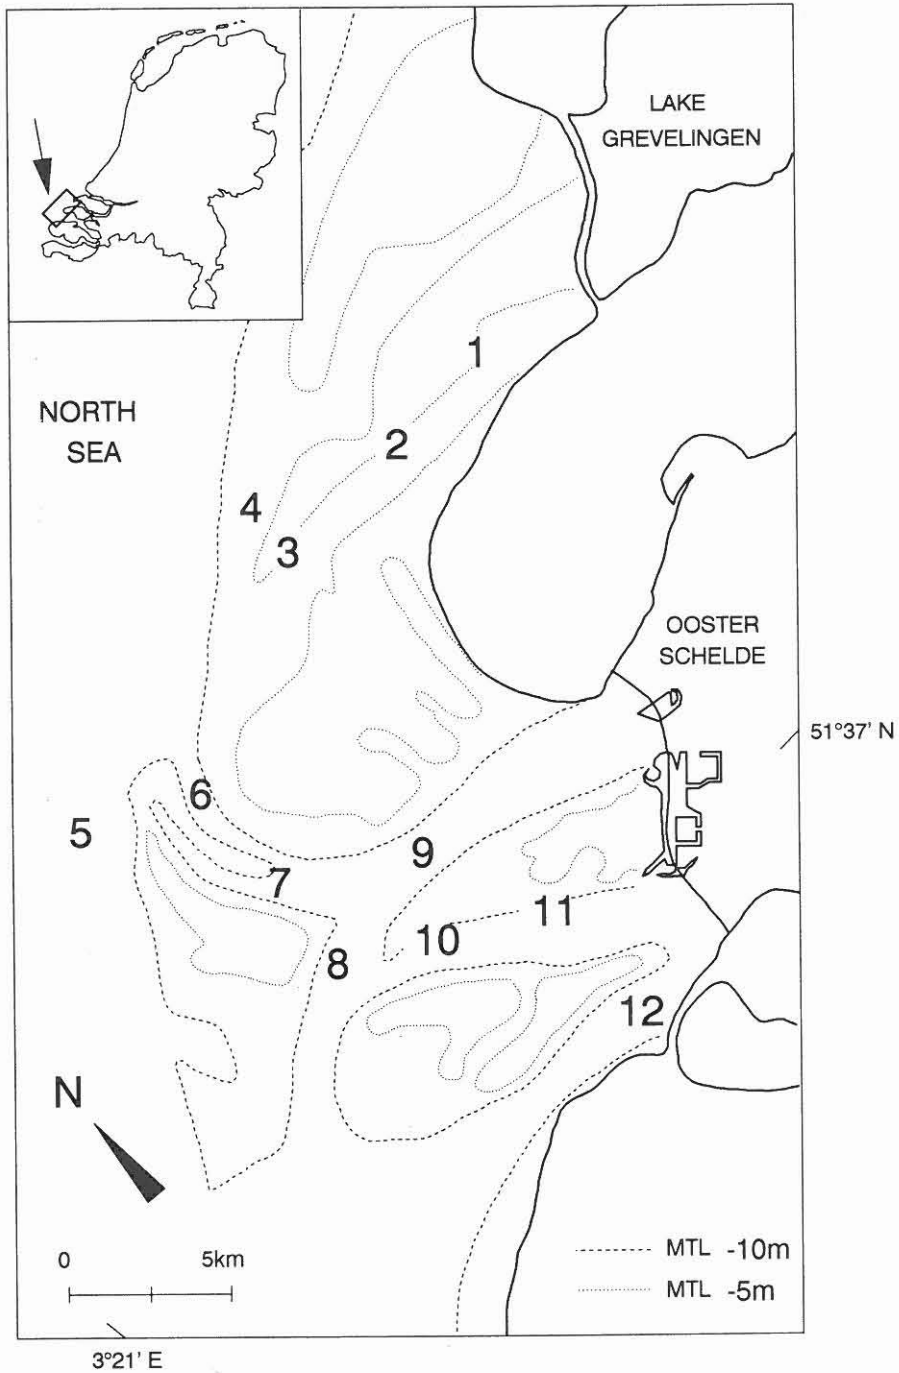 LAKE
GREVELINGEN
1
NORTH
SEA
2
4
3
OOSTER
SCHELDE
51°37' N
6
5
9
7
11
10
8
12
N
MTL -10m
0 5km
MTL -5m
3°21' E